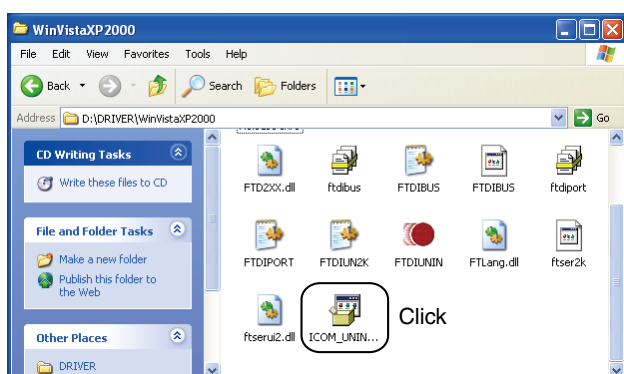 WinVistaXP2000
File Edit View Favorites Tools Help
Back Search Folders
Address D:\DRIVER\WinVistaXP2000 Go
CD Writing Tasks
Write these files to CD
File and Folder Tasks
Make a new folder
Publish this folder to
the Web
Other Places
DRIVER
FTD2XX.dll ftdibus FTDIBUS FTDIBUS ftdiport
FTDIPORT FTDIUN2K FTDIUNIN FTLang.dll ftser2k
ftserui2.dll ICOM_UNIN...
Click